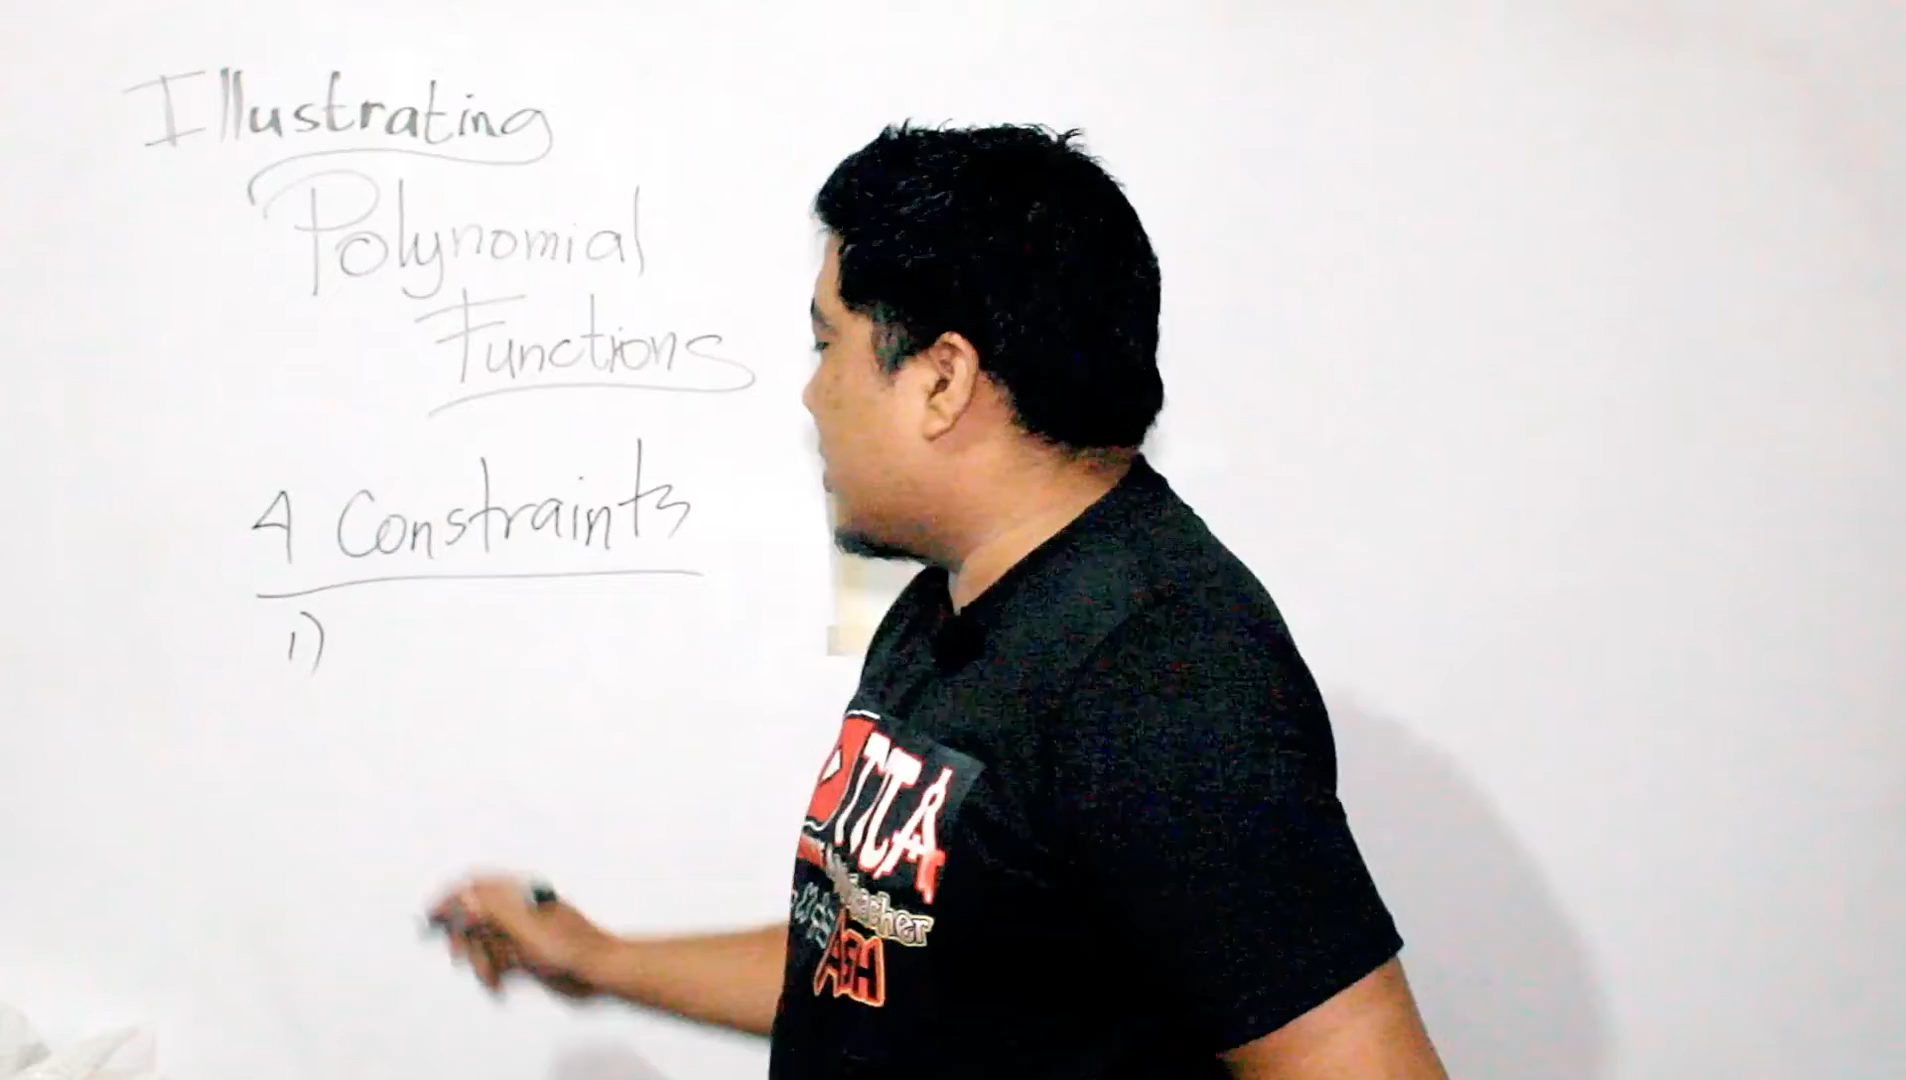 Illustrating
Polynomial
Functions
4 Constraints
1)